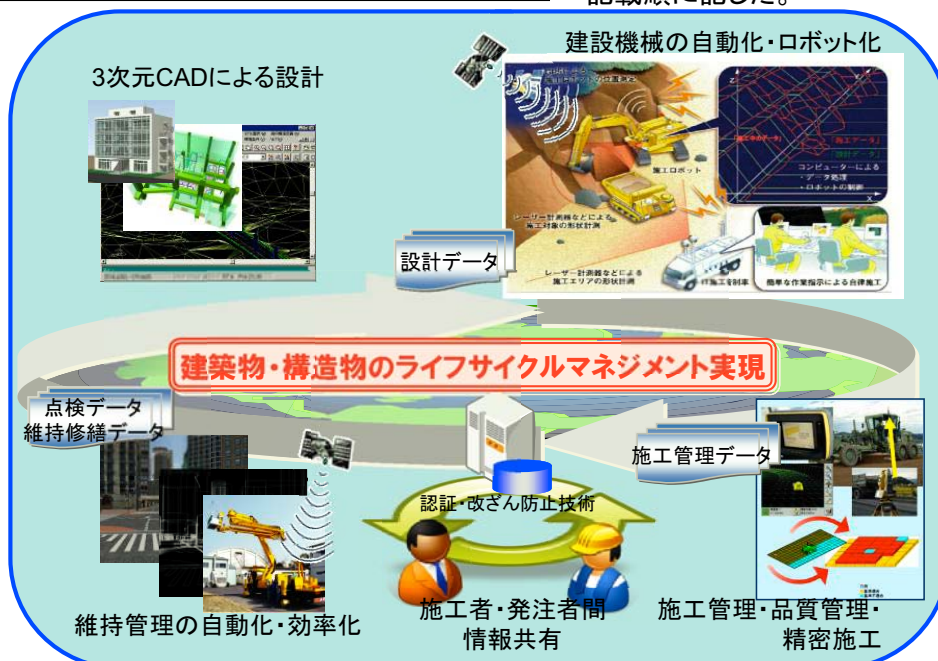 記載順に記した。
建設機械の自動化・ロボット化
3次元CADによる設計
施工ロボット
コンピューターによる
・データ処理
・ロボットの制御
レーザー計測器などによる
施工対象の形状計測
設計データ
レーザー計測器などによる
施工エリアの形状計測
簡単な作業指示による自律施工
建築物・構造物のライフサイクルマネジメント実現
点検データ
維持修繕データ
施工管理データ
認証・改ざん防止技術
維持管理の自動化・効率化
施工者・発注者間
情報共有
施工管理・品質管理・
精密施工